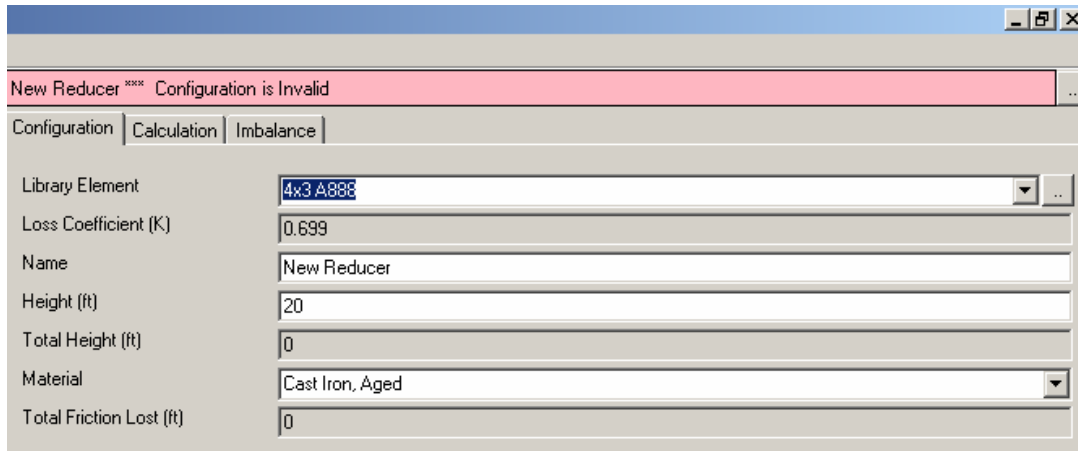 New Reducer *** Configuration is Invalid
..
Configuration Calculation Imbalance
Library Element 4x3 A888 ..
Loss Coefficient (K) 0.699
Name New Reducer
Height (ft) 20
Total Height (ft) 0
Material Cast Iron, Aged
Total Friction Lost (ft) 0